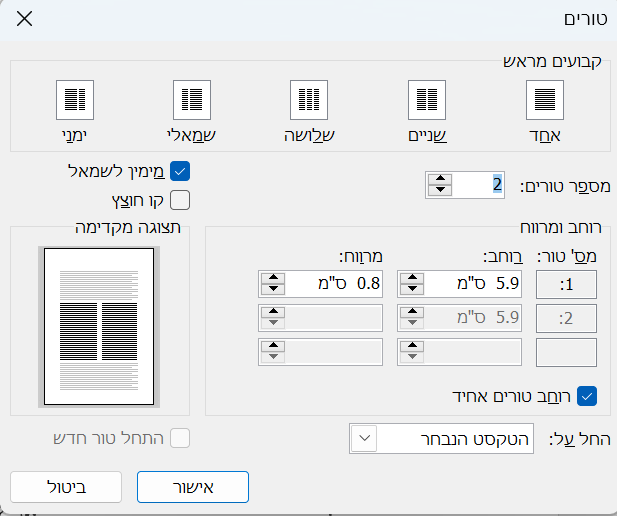 טורים
קבועים מראש
אחד שניים שלושה שמאלי ימני
מספר טורים: 2
מימין לשמאל
קו חוצץ
רוחב ומרווח
מס' טור: רוחב: מרווח:
1: 5.9 ס"מ 0.8 ס"מ
2: 5.9 ס"מ
רוחב טורים אחיד
תצוגה מקדימה
החל על: הטקסט הנבחר
התחל טור חדש
אישור ביטול